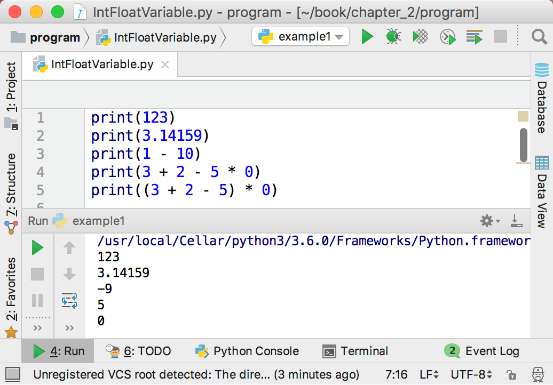 IntFloatVariable.py - program - [~/book/chapter_2/program]
program IntFloatVariable.py example1
IntFloatVariable.py
1: Project
Z: Structure
2: Favorites
Database
Data View
1 print(123)
2 print(3.14159)
3 print(1 - 10)
4 print(3 + 2 - 5 * 0)
5 print((3 + 2 - 5) * 0)
6
Run example1
/usr/local/Cellar/python3/3.6.0/Frameworks/Python.framewor
123
3.14159
-9
5
0
4: Run 6: TODO Python Console Terminal 2 Event Log
Unregistered VCS root detected: The dire... (3 minutes ago) 7:16 LF UTF-8